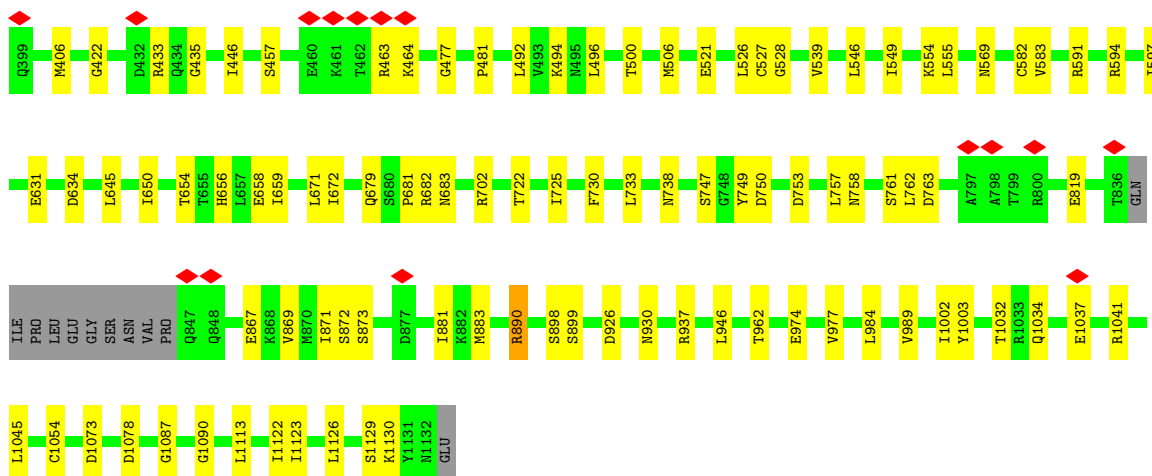 Q399 M406 G422 D432 R433 Q434 G435 I446 S457 E460 K461 T462 R463 K464 G477 P481 L492 V493 K494 N495 L496 T500 M506 E521 L526 C527 G528 V539 L546 I549 K554 L555 N569 C582 V583 R591 R594
E631 D634 L645 I650 T654 T655 H656 L657 E658 I659 L671 I672 Q679 S680 P681 R682 N683 R702 T722 I725 F730 L733 N738 S747 G748 Y749 D750 D753 L757 N758 S761 L762 D763 A797 A798 T799 R800 E819 T836 GLN
ILE PRO LEU GLU GLY SER ASN VAL PRO Q847 Q848 E867 K868 V869 M870 I871 S872 S873 D877 I881 K882 M883 R890 S898 S899 D926 N930 R937 L946 T962 E974 V977 L984 V989 I1002 Y1003 T1032 R1033 Q1034 E1037 R1041
L1045 C1054 D1073 D1078 G1087 G1090 L1113 I1122 I1123 L1126 S1129 K1130 Y1131 N1132 GLU